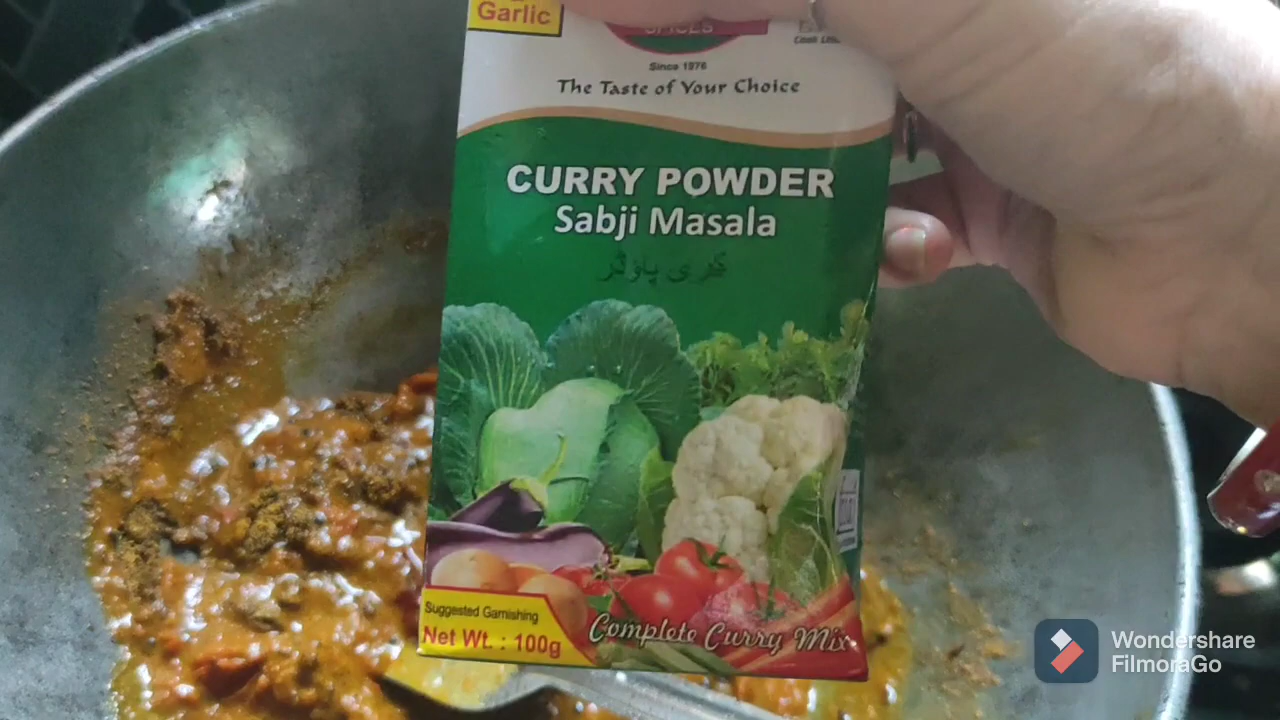 Garlic
SPICES
Since 1976
The Taste of Your Choice
CURRY POWDER
Sabji Masala
کری پاؤڈر
Suggested Garnishing
Net Wt. : 100g
Complete Curry Mix
Wondershare
FilmoraGo